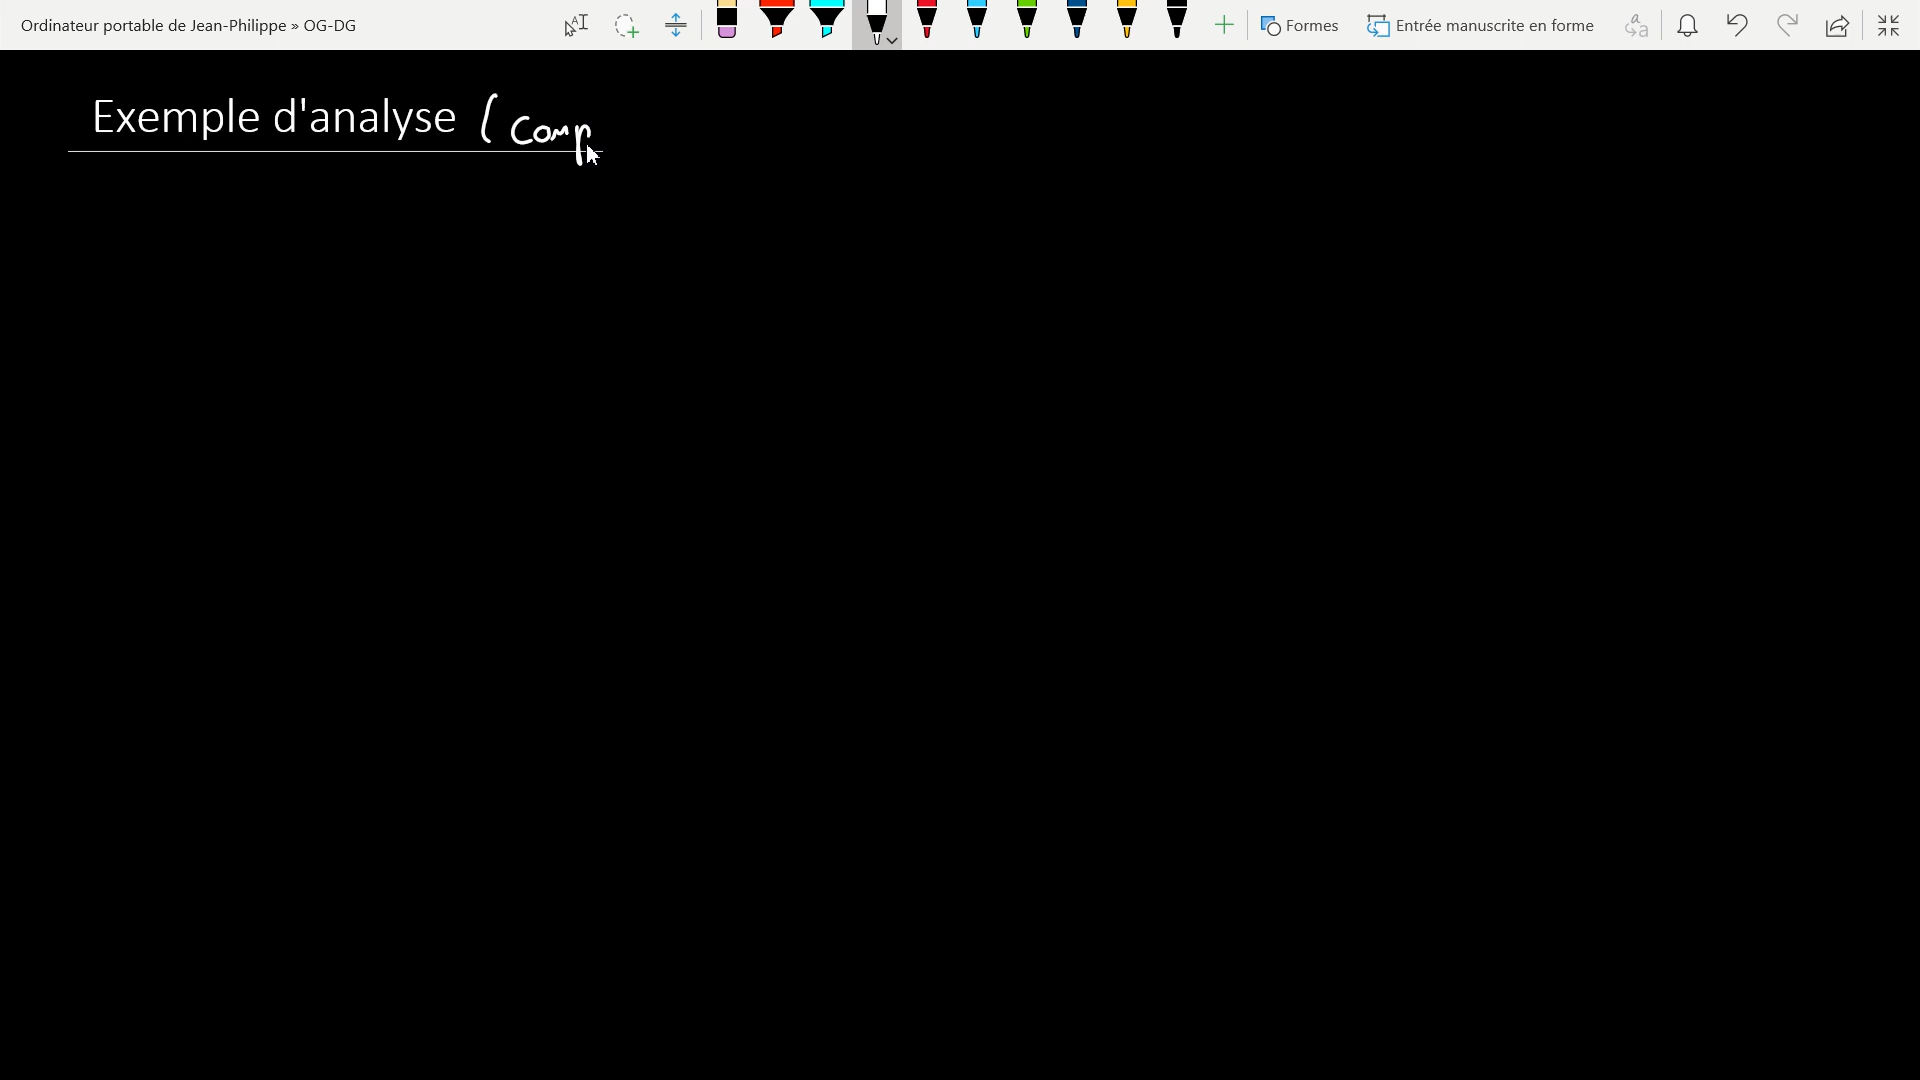 Ordinateur portable de Jean-Philippe » OG-DG
Formes
Entrée manuscrite en forme
Exemple d'analyse (comp